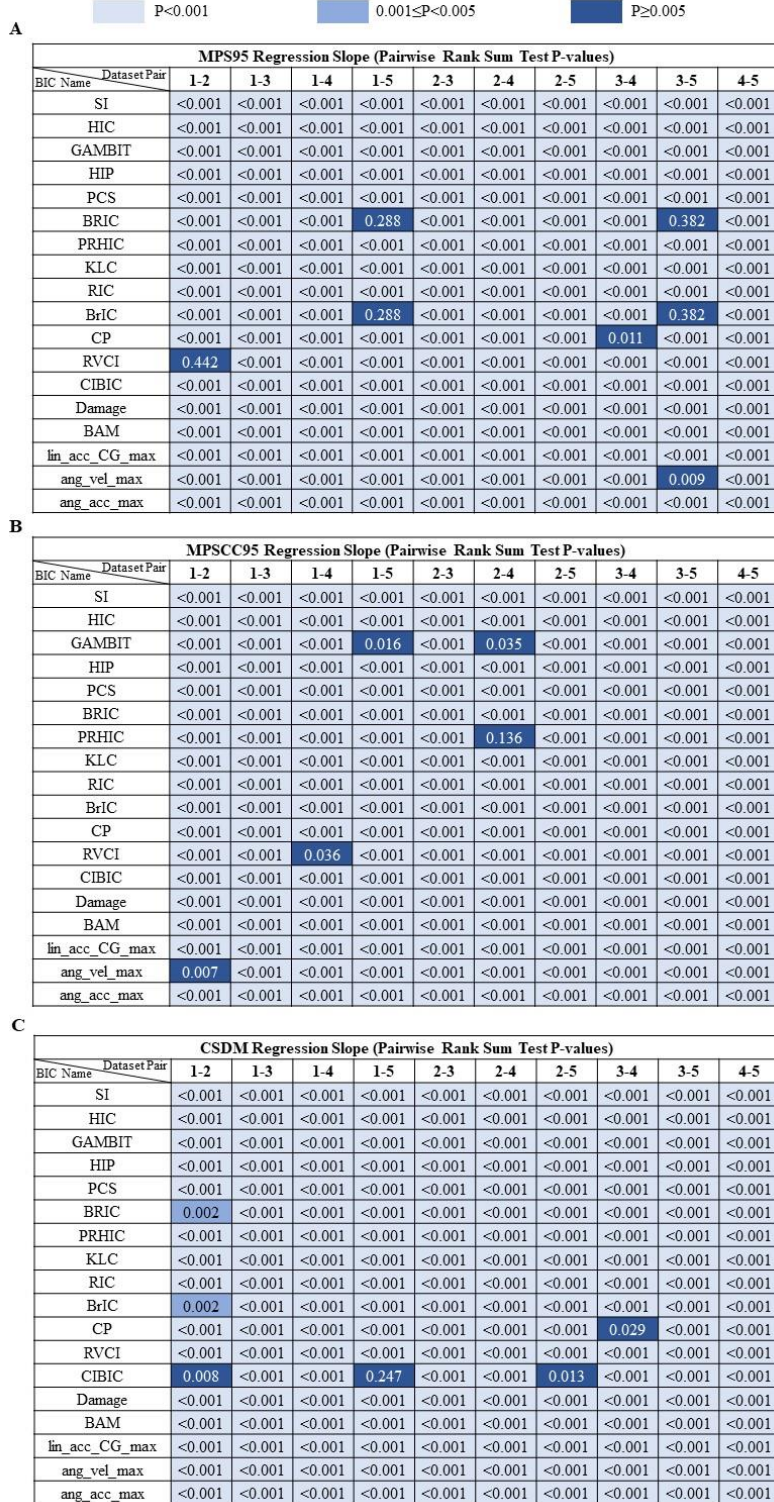 P<0.001 0.001≤P<0.005 P≥0.005
A
MPS95 Regression Slope (Pairwise Rank Sum Test P-values)
BIC Name Dataset Pair 1-2 1-3 1-4 1-5 2-3 2-4 2-5 3-4 3-5 4-5
SI <0.001 <0.001 <0.001 <0.001 <0.001 <0.001 <0.001 <0.001 <0.001 <0.001
HIC <0.001 <0.001 <0.001 <0.001 <0.001 <0.001 <0.001 <0.001 <0.001 <0.001
GAMBIT <0.001 <0.001 <0.001 <0.001 <0.001 <0.001 <0.001 <0.001 <0.001 <0.001
HIP <0.001 <0.001 <0.001 <0.001 <0.001 <0.001 <0.001 <0.001 <0.001 <0.001
PCS <0.001 <0.001 <0.001 <0.001 <0.001 <0.001 <0.001 <0.001 <0.001 <0.001
BRIC <0.001 <0.001 <0.001 0.288 <0.001 <0.001 <0.001 <0.001 0.382 <0.001
PRHIC <0.001 <0.001 <0.001 <0.001 <0.001 <0.001 <0.001 <0.001 <0.001 <0.001
KLC <0.001 <0.001 <0.001 <0.001 <0.001 <0.001 <0.001 <0.001 <0.001 <0.001
RIC <0.001 <0.001 <0.001 <0.001 <0.001 <0.001 <0.001 <0.001 <0.001 <0.001
BrIC <0.001 <0.001 <0.001 0.288 <0.001 <0.001 <0.001 <0.001 0.382 <0.001
CP <0.001 <0.001 <0.001 <0.001 <0.001 <0.001 <0.001 0.011 <0.001 <0.001
RVCI 0.442 <0.001 <0.001 <0.001 <0.001 <0.001 <0.001 <0.001 <0.001 <0.001
CIBIC <0.001 <0.001 <0.001 <0.001 <0.001 <0.001 <0.001 <0.001 <0.001 <0.001
Damage <0.001 <0.001 <0.001 <0.001 <0.001 <0.001 <0.001 <0.001 <0.001 <0.001
BAM <0.001 <0.001 <0.001 <0.001 <0.001 <0.001 <0.001 <0.001 <0.001 <0.001
lin_acc_CG_max <0.001 <0.001 <0.001 <0.001 <0.001 <0.001 <0.001 <0.001 <0.001 <0.001
ang_vel_max <0.001 <0.001 <0.001 <0.001 <0.001 <0.001 <0.001 <0.001 0.009 <0.001
ang_acc_max <0.001 <0.001 <0.001 <0.001 <0.001 <0.001 <0.001 <0.001 <0.001 <0.001
B
MPSCC95 Regression Slope (Pairwise Rank Sum Test P-values)
BIC Name Dataset Pair 1-2 1-3 1-4 1-5 2-3 2-4 2-5 3-4 3-5 4-5
SI <0.001 <0.001 <0.001 <0.001 <0.001 <0.001 <0.001 <0.001 <0.001 <0.001
HIC <0.001 <0.001 <0.001 <0.001 <0.001 <0.001 <0.001 <0.001 <0.001 <0.001
GAMBIT <0.001 <0.001 <0.001 0.016 <0.001 0.035 <0.001 <0.001 <0.001 <0.001
HIP <0.001 <0.001 <0.001 <0.001 <0.001 <0.001 <0.001 <0.001 <0.001 <0.001
PCS <0.001 <0.001 <0.001 <0.001 <0.001 <0.001 <0.001 <0.001 <0.001 <0.001
BRIC <0.001 <0.001 <0.001 <0.001 <0.001 <0.001 <0.001 <0.001 <0.001 <0.001
PRHIC <0.001 <0.001 <0.001 <0.001 <0.001 0.136 <0.001 <0.001 <0.001 <0.001
KLC <0.001 <0.001 <0.001 <0.001 <0.001 <0.001 <0.001 <0.001 <0.001 <0.001
RIC <0.001 <0.001 <0.001 <0.001 <0.001 <0.001 <0.001 <0.001 <0.001 <0.001
BrIC <0.001 <0.001 <0.001 <0.001 <0.001 <0.001 <0.001 <0.001 <0.001 <0.001
CP <0.001 <0.001 <0.001 <0.001 <0.001 <0.001 <0.001 <0.001 <0.001 <0.001
RVCI <0.001 <0.001 0.036 <0.001 <0.001 <0.001 <0.001 <0.001 <0.001 <0.001
CIBIC <0.001 <0.001 <0.001 <0.001 <0.001 <0.001 <0.001 <0.001 <0.001 <0.001
Damage <0.001 <0.001 <0.001 <0.001 <0.001 <0.001 <0.001 <0.001 <0.001 <0.001
BAM <0.001 <0.001 <0.001 <0.001 <0.001 <0.001 <0.001 <0.001 <0.001 <0.001
lin_acc_CG_max <0.001 <0.001 <0.001 <0.001 <0.001 <0.001 <0.001 <0.001 <0.001 <0.001
ang_vel_max 0.007 <0.001 <0.001 <0.001 <0.001 <0.001 <0.001 <0.001 <0.001 <0.001
ang_acc_max <0.001 <0.001 <0.001 <0.001 <0.001 <0.001 <0.001 <0.001 <0.001 <0.001
C
CSDM Regression Slope (Pairwise Rank Sum Test P-values)
BIC Name Dataset Pair 1-2 1-3 1-4 1-5 2-3 2-4 2-5 3-4 3-5 4-5
SI <0.001 <0.001 <0.001 <0.001 <0.001 <0.001 <0.001 <0.001 <0.001 <0.001
HIC <0.001 <0.001 <0.001 <0.001 <0.001 <0.001 <0.001 <0.001 <0.001 <0.001
GAMBIT <0.001 <0.001 <0.001 <0.001 <0.001 <0.001 <0.001 <0.001 <0.001 <0.001
HIP <0.001 <0.001 <0.001 <0.001 <0.001 <0.001 <0.001 <0.001 <0.001 <0.001
PCS <0.001 <0.001 <0.001 <0.001 <0.001 <0.001 <0.001 <0.001 <0.001 <0.001
BRIC 0.002 <0.001 <0.001 <0.001 <0.001 <0.001 <0.001 <0.001 <0.001 <0.001
PRHIC <0.001 <0.001 <0.001 <0.001 <0.001 <0.001 <0.001 <0.001 <0.001 <0.001
KLC <0.001 <0.001 <0.001 <0.001 <0.001 <0.001 <0.001 <0.001 <0.001 <0.001
RIC <0.001 <0.001 <0.001 <0.001 <0.001 <0.001 <0.001 <0.001 <0.001 <0.001
BrIC 0.002 <0.001 <0.001 <0.001 <0.001 <0.001 <0.001 <0.001 <0.001 <0.001
CP <0.001 <0.001 <0.001 <0.001 <0.001 <0.001 <0.001 0.029 <0.001 <0.001
RVCI <0.001 <0.001 <0.001 <0.001 <0.001 <0.001 <0.001 <0.001 <0.001 <0.001
CIBIC 0.008 <0.001 <0.001 0.247 <0.001 <0.001 0.013 <0.001 <0.001 <0.001
Damage <0.001 <0.001 <0.001 <0.001 <0.001 <0.001 <0.001 <0.001 <0.001 <0.001
BAM <0.001 <0.001 <0.001 <0.001 <0.001 <0.001 <0.001 <0.001 <0.001 <0.001
lin_acc_CG_max <0.001 <0.001 <0.001 <0.001 <0.001 <0.001 <0.001 <0.001 <0.001 <0.001
ang_vel_max <0.001 <0.001 <0.001 <0.001 <0.001 <0.001 <0.001 <0.001 <0.001 <0.001
ang_acc_max <0.001 <0.001 <0.001 <0.001 <0.001 <0.001 <0.001 <0.001 <0.001 <0.001